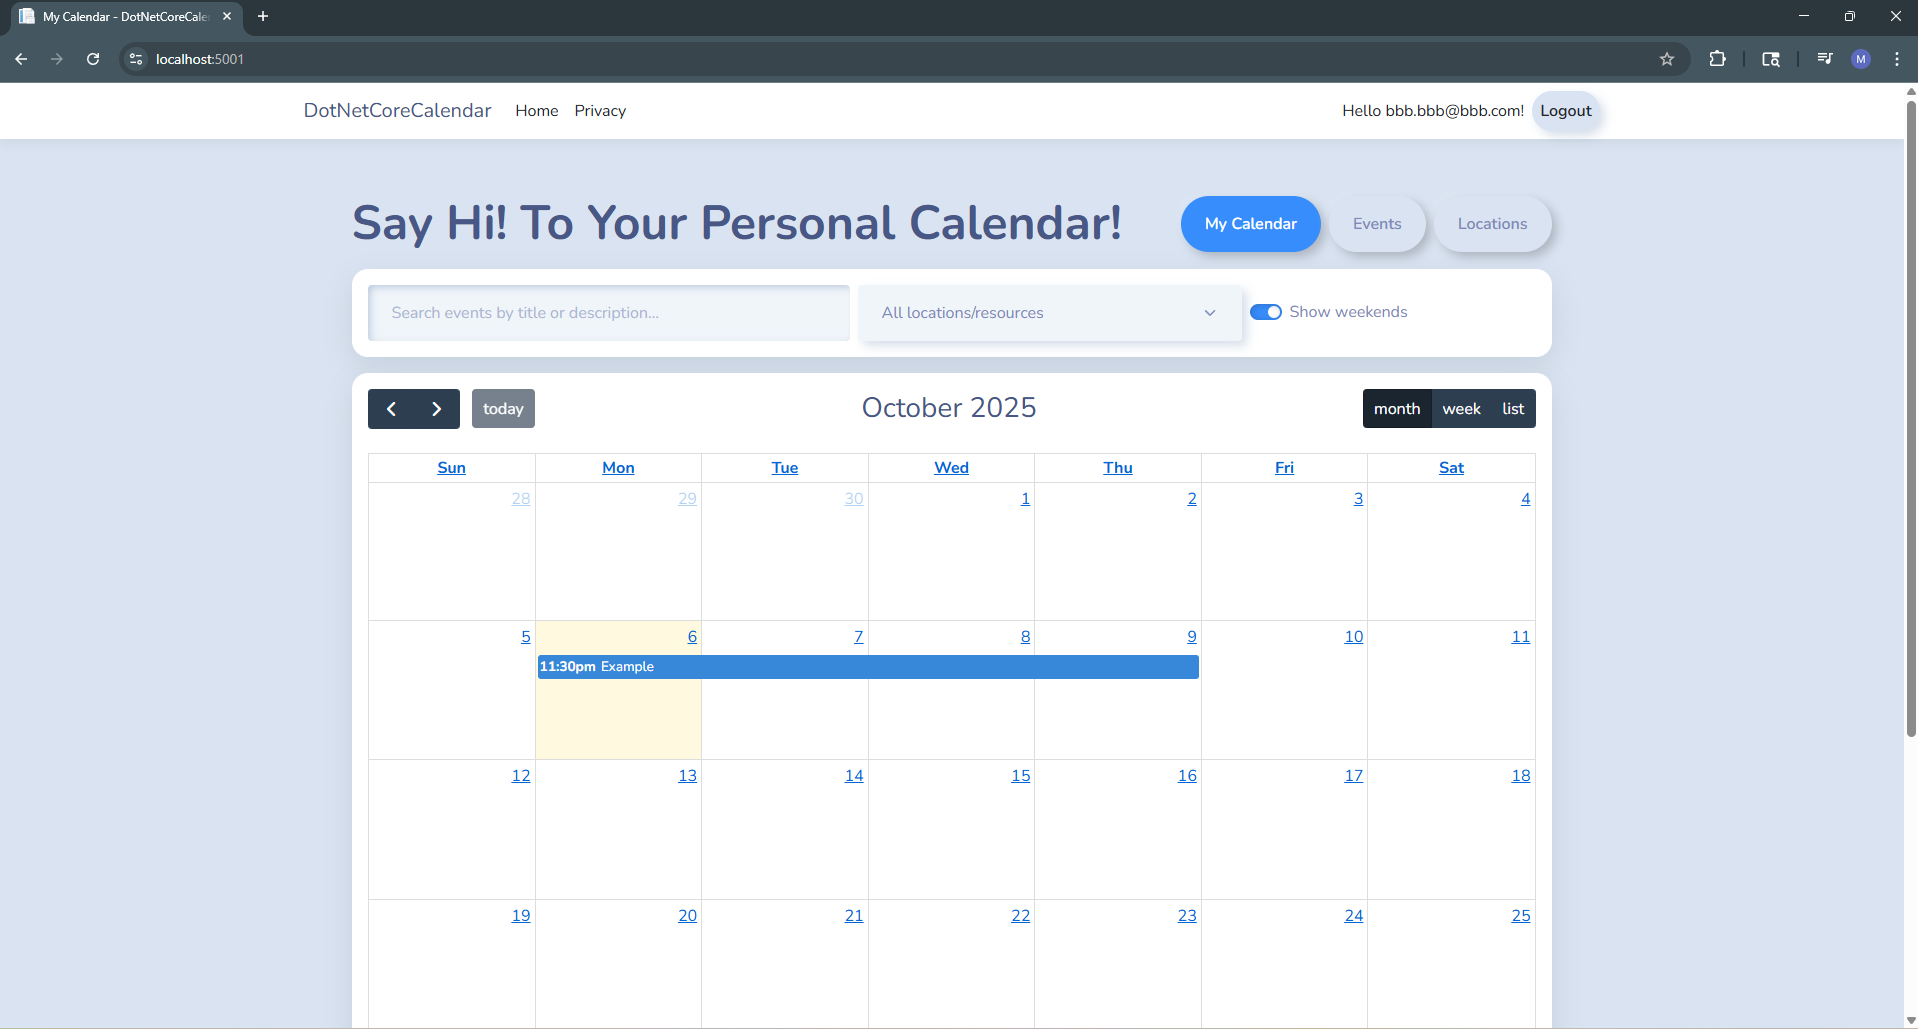 My Calendar - DotNetCoreCale
localhost:5001
M
DotNetCoreCalendar Home Privacy Hello bbb.bbb@bbb.com! Logout
Say Hi! To Your Personal Calendar! My Calendar Events Locations
Search events by title or description... All locations/resources Show weekends
today October 2025 month week list
Sun Mon Tue Wed Thu Fri Sat
28 29 30 1 2 3 4
5 6 7 8 9 10 11
11:30pm Example
12 13 14 15 16 17 18
19 20 21 22 23 24 25